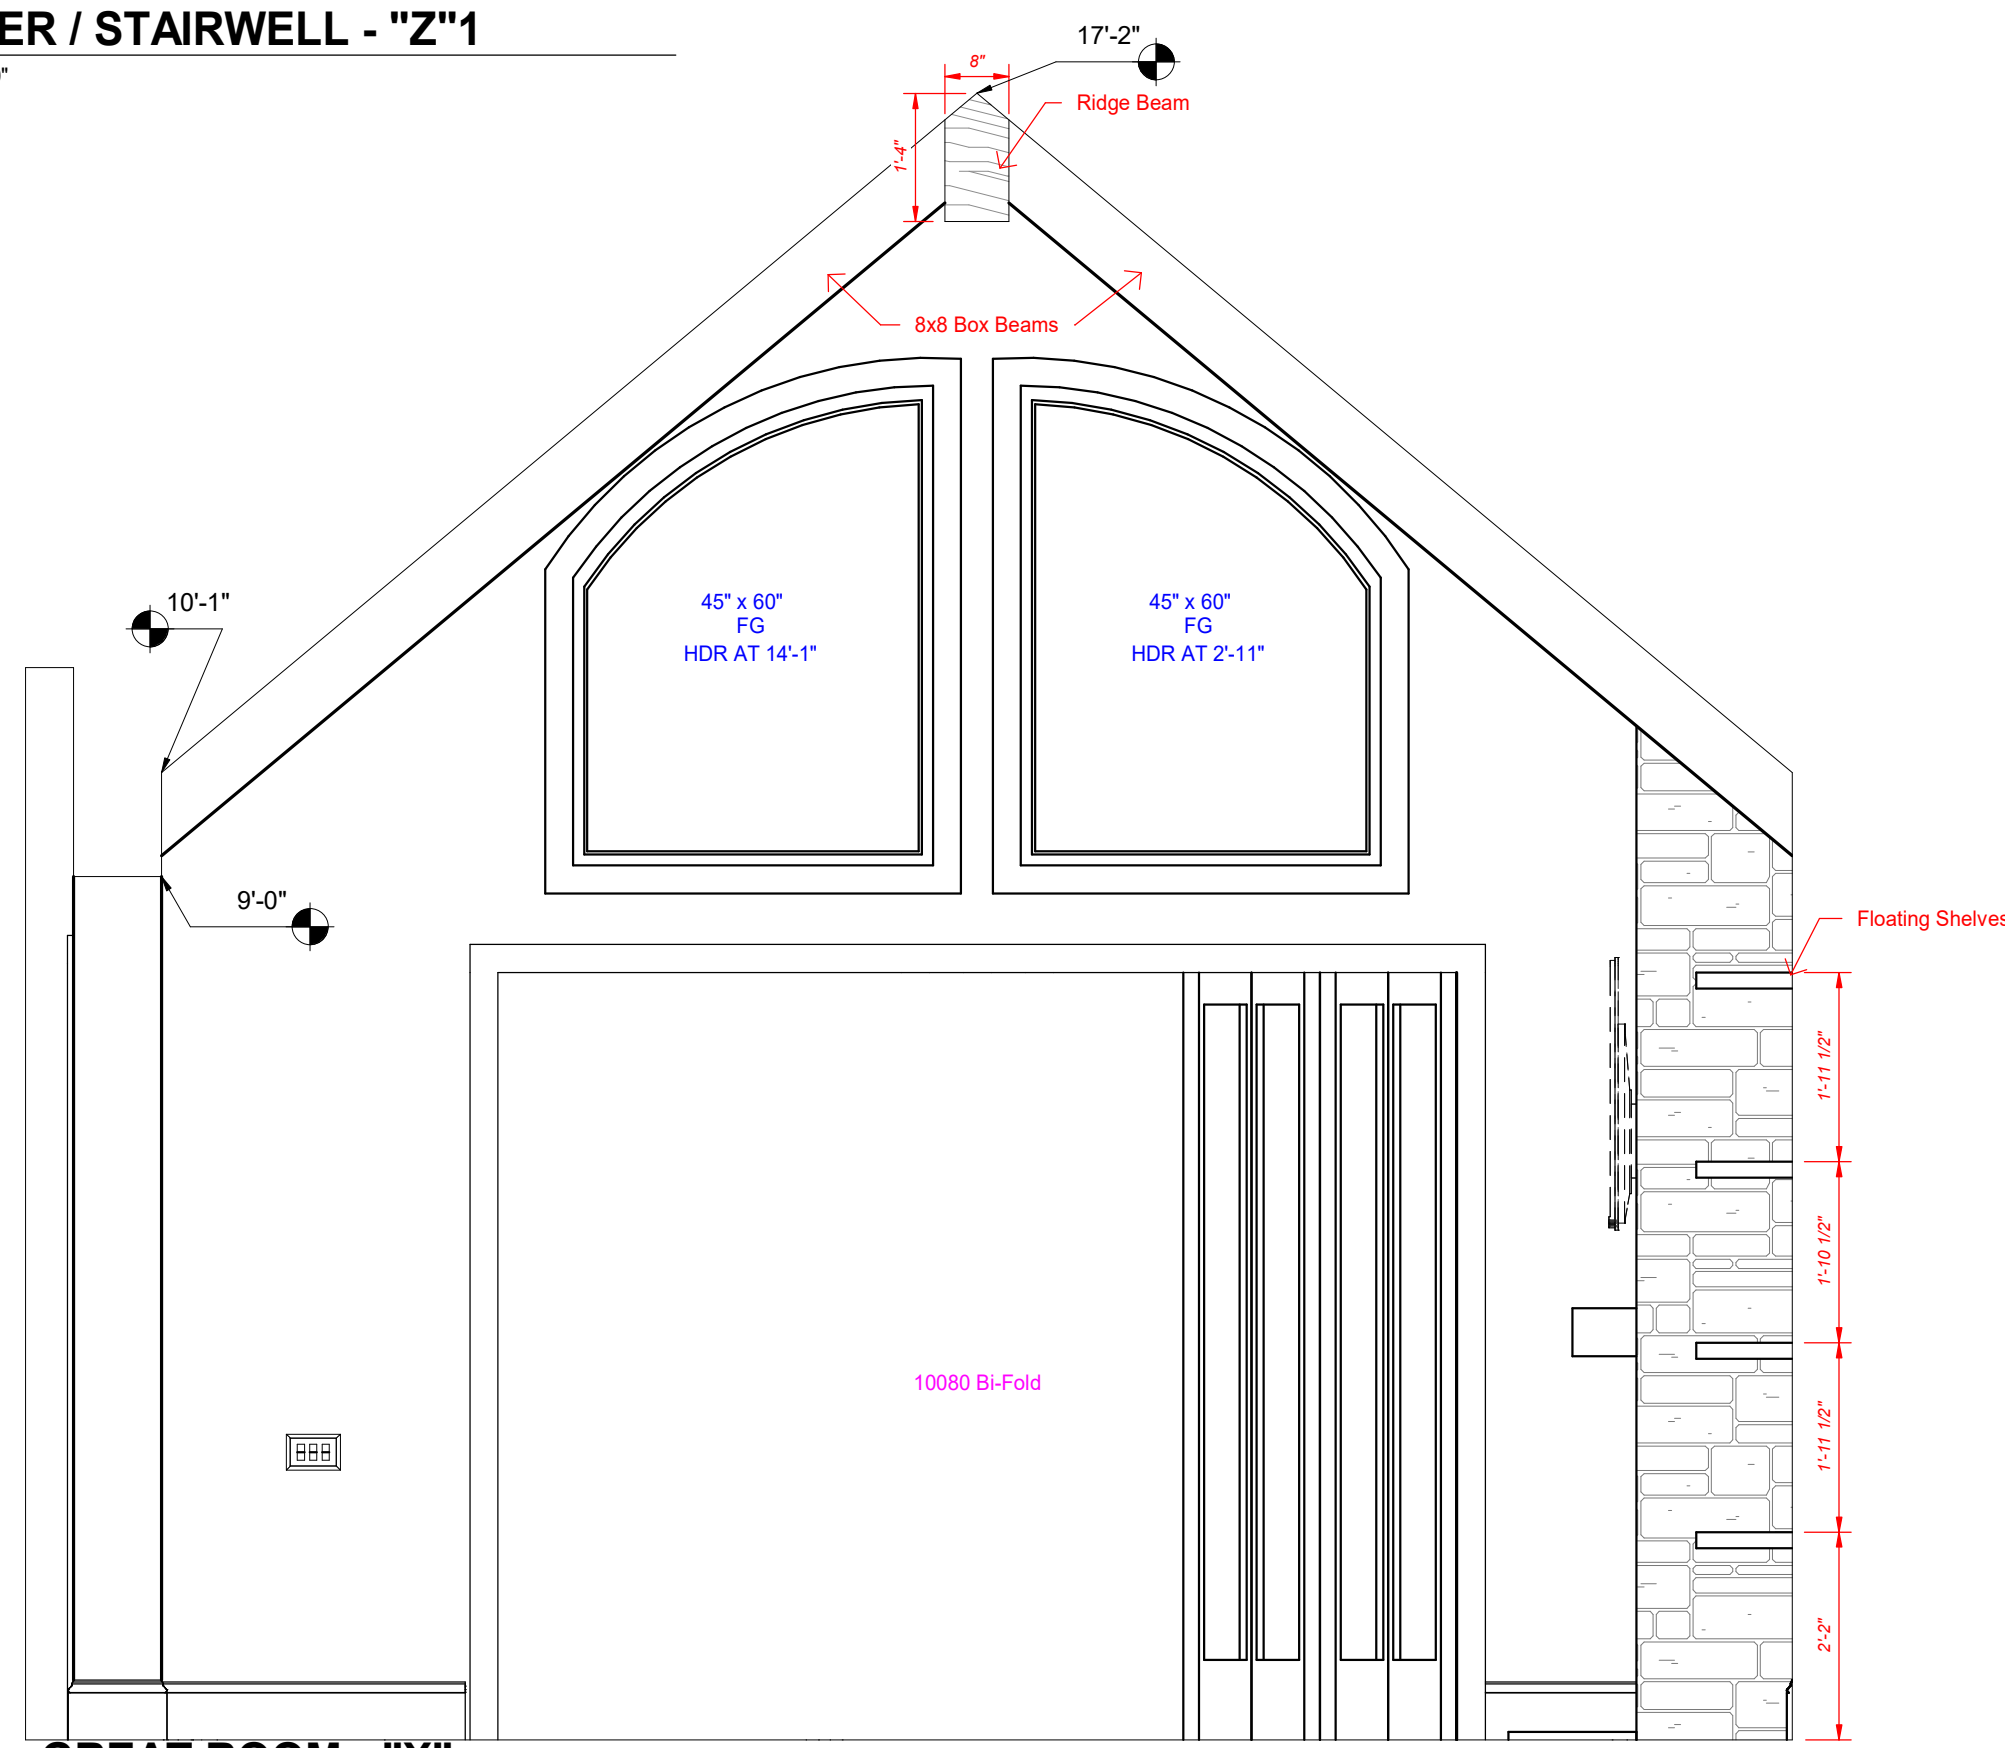 ER / STAIRWELL - "Z"1
17'-2"
8"
Ridge Beam
1'-4"
8x8 Box Beams
10'-1"
45" x 60"
FG
HDR AT 14'-1"
45" x 60"
FG
HDR AT 2'-11"
9'-0"
Floating Shelves
1'-11 1/2"
1'-10 1/2"
10080 Bi-Fold
1'-11 1/2"
2'-2"
GREAT ROOM - "Y"